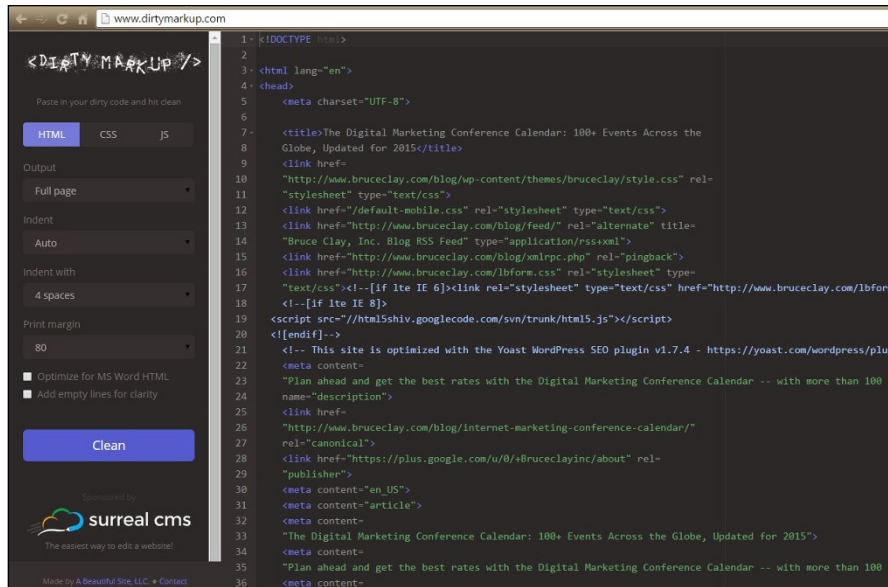 www.dirtymarkup.com
<DIRTY MARKUP/>
Paste in your dirty code and hit clean
HTML CSS JS
Output
Full page
Indent
Auto
Indent with
4 spaces
Print margin
80
Optimize for MS Word HTML
Add empty lines for clarity
Clean
Sponsored by
surreal cms
The easiest way to edit a website!
Made by A Beautiful Site, LLC. • Contact
1 <!DOCTYPE html>
2
3 <html lang="en">
4 <head>
5 <meta charset="UTF-8">
6
7 <title>The Digital Marketing Conference Calendar: 100+ Events Across the
8 Globe, Updated for 2015</title>
9 <link href=
10 "http://www.bruceclay.com/blog/wp-content/themes/bruceclay/style.css" rel=
11 "stylesheet" type="text/css">
12 <link href="/default-mobile.css" rel="stylesheet" type="text/css">
13 <link href="http://www.bruceclay.com/blog/feed/" rel="alternate" title=
14 "Bruce Clay, Inc. Blog RSS Feed" type="application/rss+xml">
15 <link href="http://www.bruceclay.com/blog/xmlrpc.php" rel="pingback">
16 <link href="http://www.bruceclay.com/lbform.css" rel="stylesheet" type=
17 "text/css"><!--[if lte IE 6]><link rel="stylesheet" type="text/css" href="http://www.bruceclay.com/lbfor
18 <!--[if lte IE 8]>
19 <script src="//html5shiv.googlecode.com/svn/trunk/html5.js"></script>
20 <![endif]-->
21 <!-- This site is optimized with the Yoast WordPress SEO plugin v1.7.4 - https://yoast.com/wordpress/plu
22 <meta content=
23 "Plan ahead and get the best rates with the Digital Marketing Conference Calendar -- with more than 100
24 name="description">
25 <link href=
26 "http://www.bruceclay.com/blog/internet-marketing-conference-calendar/"
27 rel="canonical">
28 <link href="https://plus.google.com/u/0/+Bruceclayinc/about" rel=
29 "publisher">
30 <meta content="en_US">
31 <meta content="article">
32 <meta content=
33 "The Digital Marketing Conference Calendar: 100+ Events Across the Globe, Updated for 2015">
34 <meta content=
35 "Plan ahead and get the best rates with the Digital Marketing Conference Calendar -- with more than 100
36 <meta content=